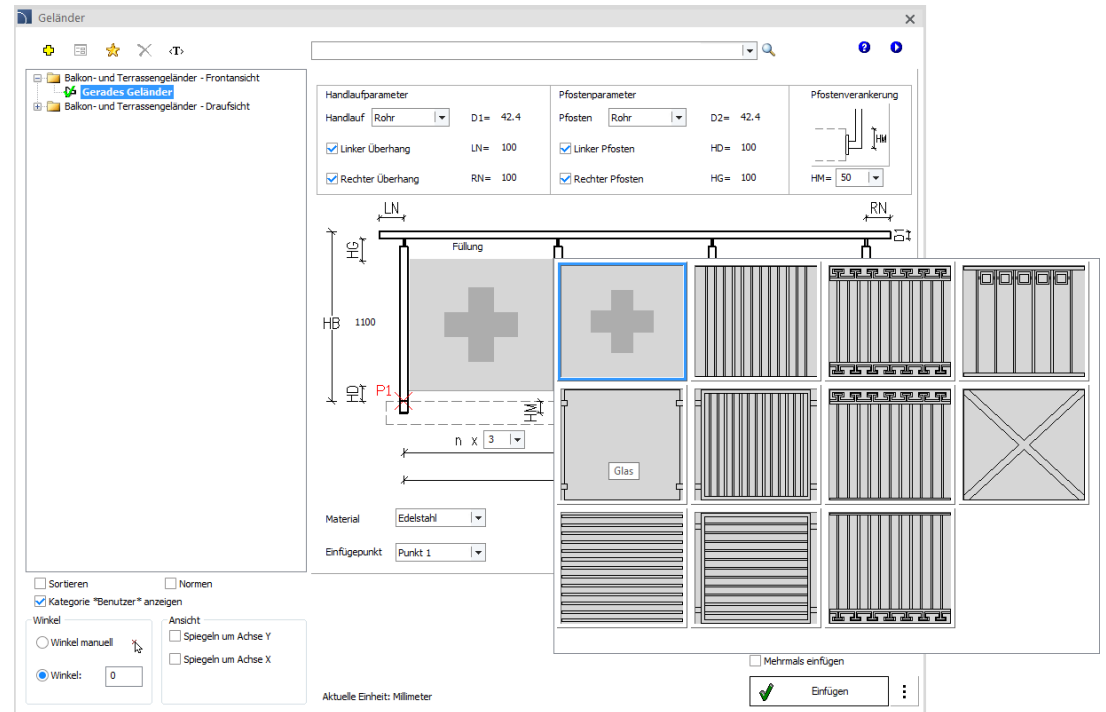 Geländer
<T>
Balkon- und Terrassengeländer - Frontansicht
Gerades Geländer
Balkon- und Terrassengeländer - Draufsicht
Handlaufparameter
Handlauf Rohr D1= 42.4
Linker Überhang LN= 100
Rechter Überhang RN= 100
Pfostenparameter
Pfosten Rohr D2= 42.4
Linker Pfosten HD= 100
Rechter Pfosten HG= 100
Pfostenverankerung
HM
HM= 50
LN
RN
D1
HG
Füllung
HB 1100
HD
P1
HM
n x 3
Glas
Material Edelstahl
Einfügepunkt Punkt 1
Sortieren
Normen
Kategorie *Benutzer* anzeigen
Winkel
Winkel manuell
Winkel: 0
Ansicht
Spiegeln um Achse Y
Spiegeln um Achse X
Aktuelle Einheit: Millimeter
Mehrmals einfügen
Einfügen